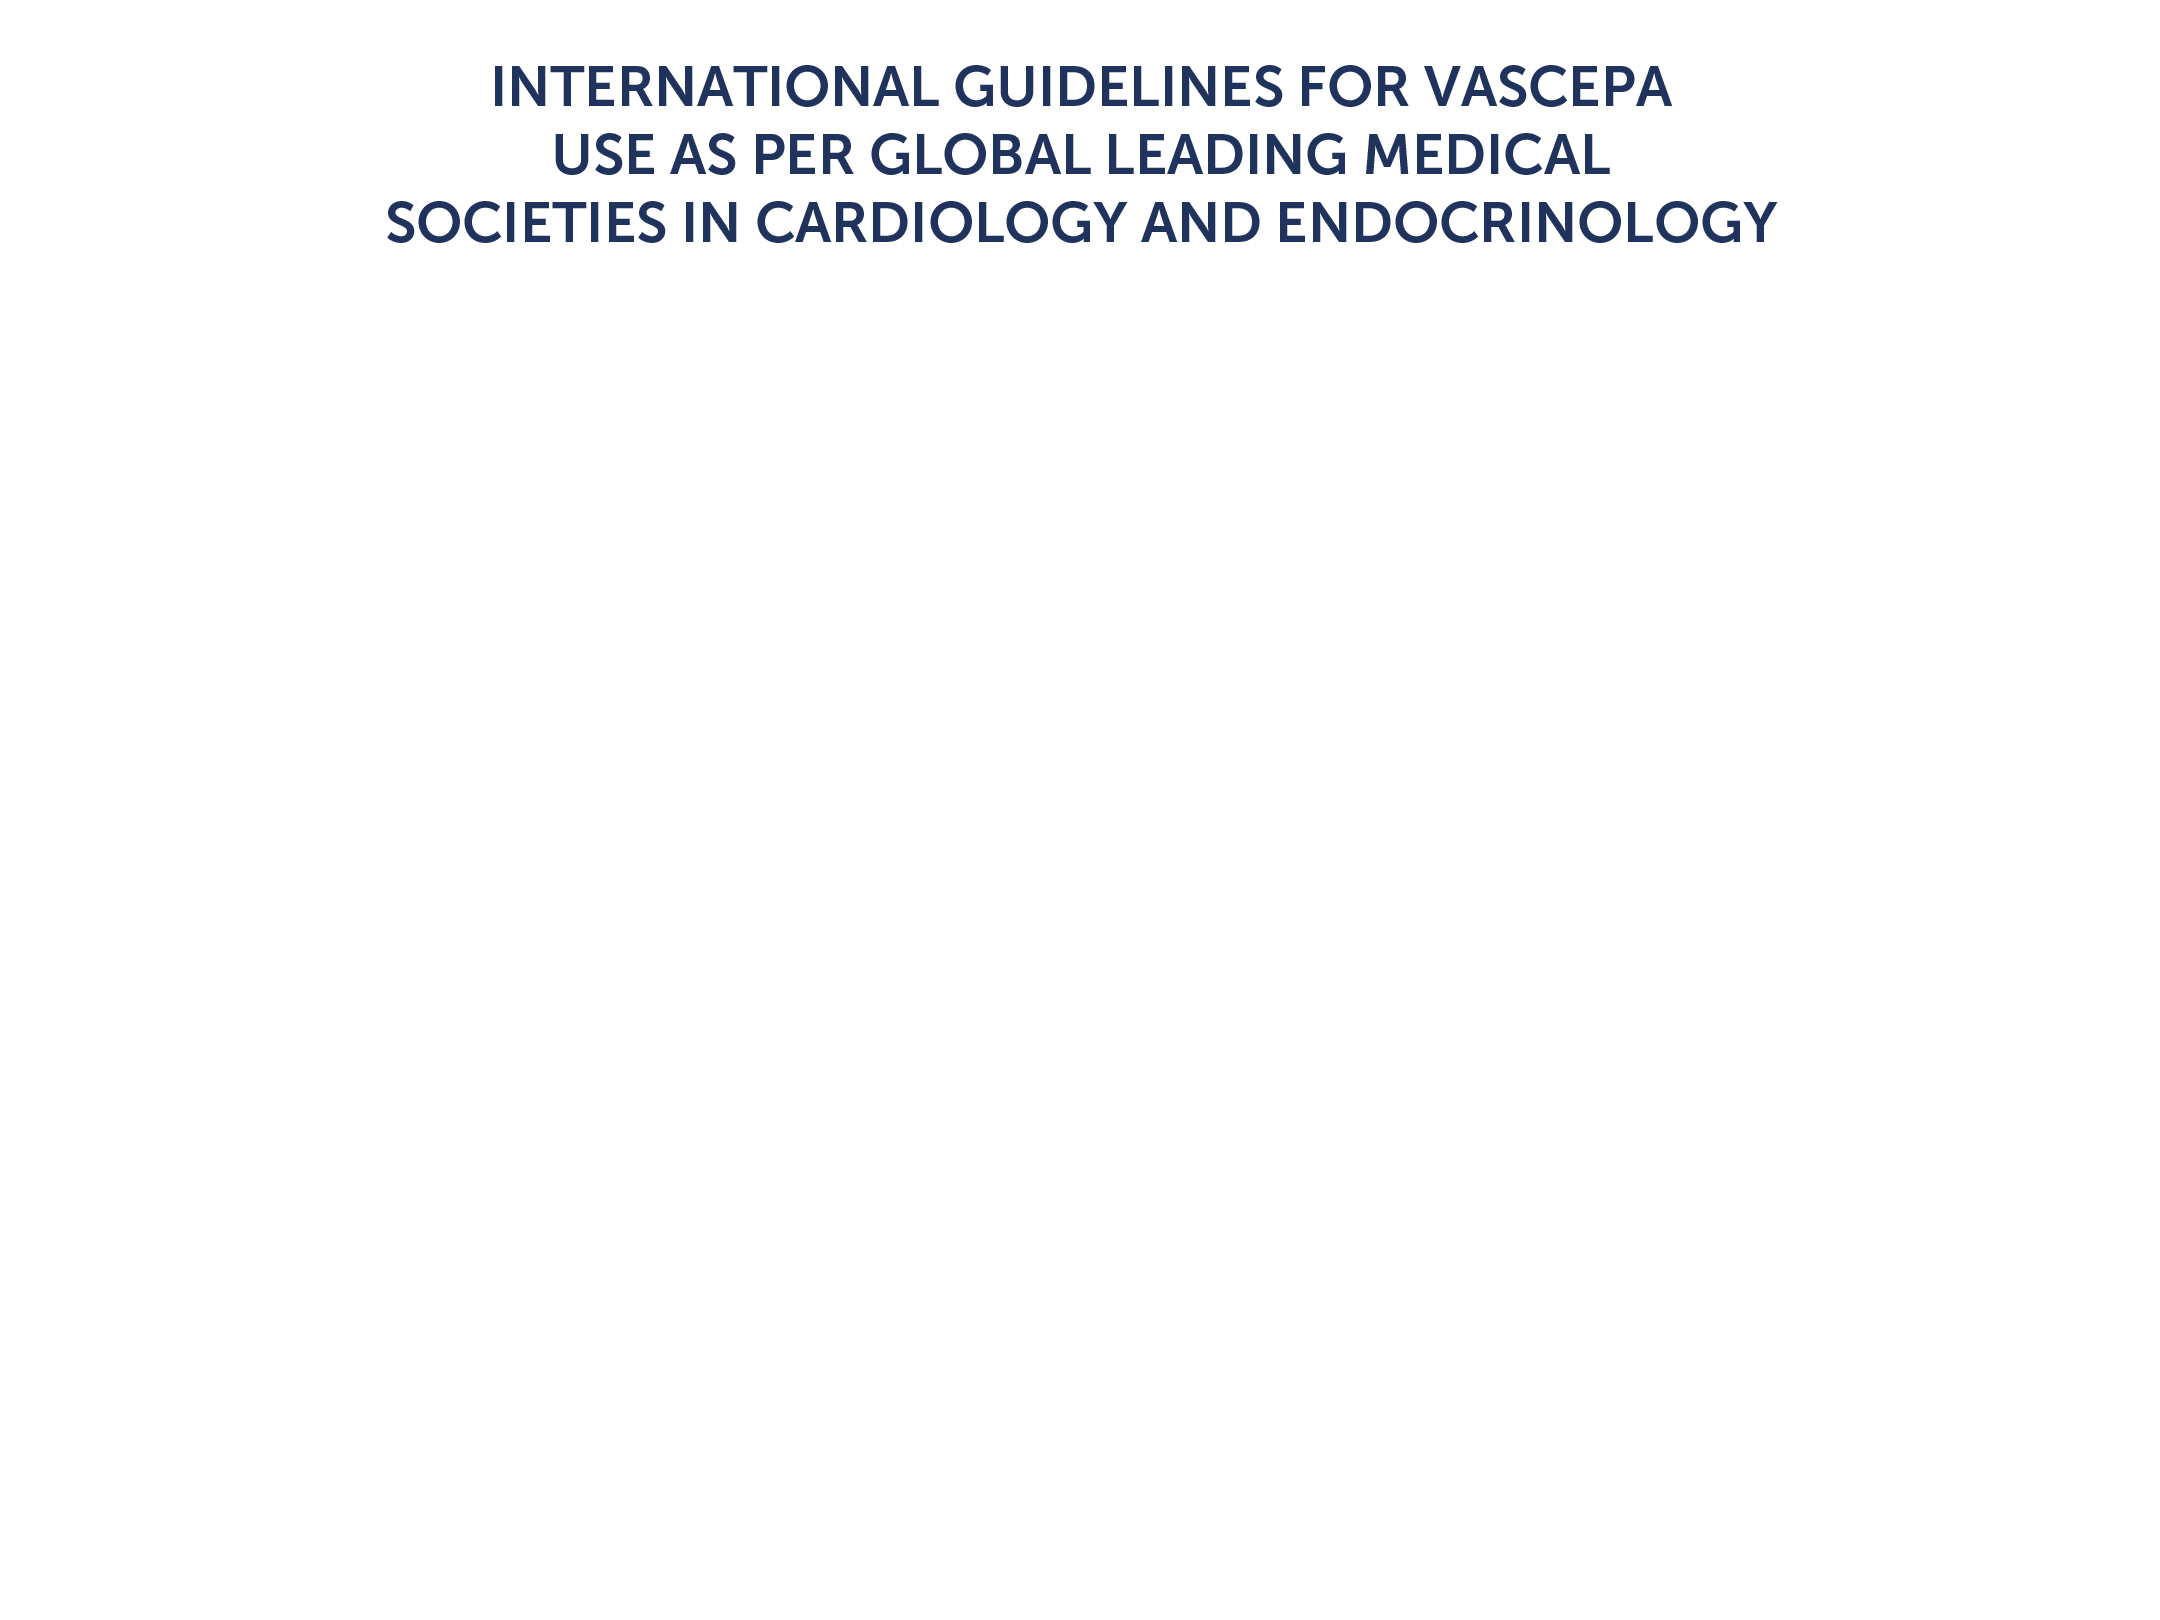 INTERNATIONAL GUIDELINES FOR VASCEPA
USE AS PER GLOBAL LEADING MEDICAL
SOCIETIES IN CARDIOLOGY AND ENDOCRINOLOGY